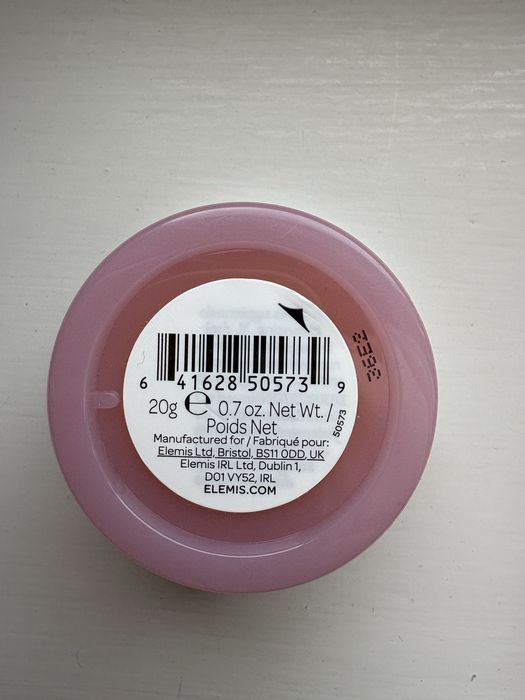 6 41628 50573 9
20g e 0.7 oz. Net Wt. /
Poids Net
Manufactured for / Fabriqué pour:
Elemis Ltd, Bristol, BS11 0DD, UK
Elemis IRL Ltd, Dublin 1,
D01 VY52, IRL
ELEMIS.COM
50573